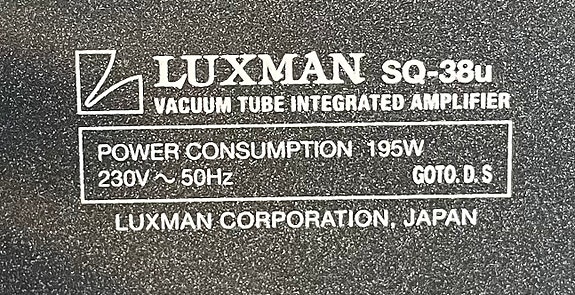 LUXMAN SQ-38u
VACUUM TUBE INTEGRATED AMPLIFIER
POWER CONSUMPTION 195W
230V ~ 50Hz GOTO. D. S
LUXMAN CORPORATION, JAPAN